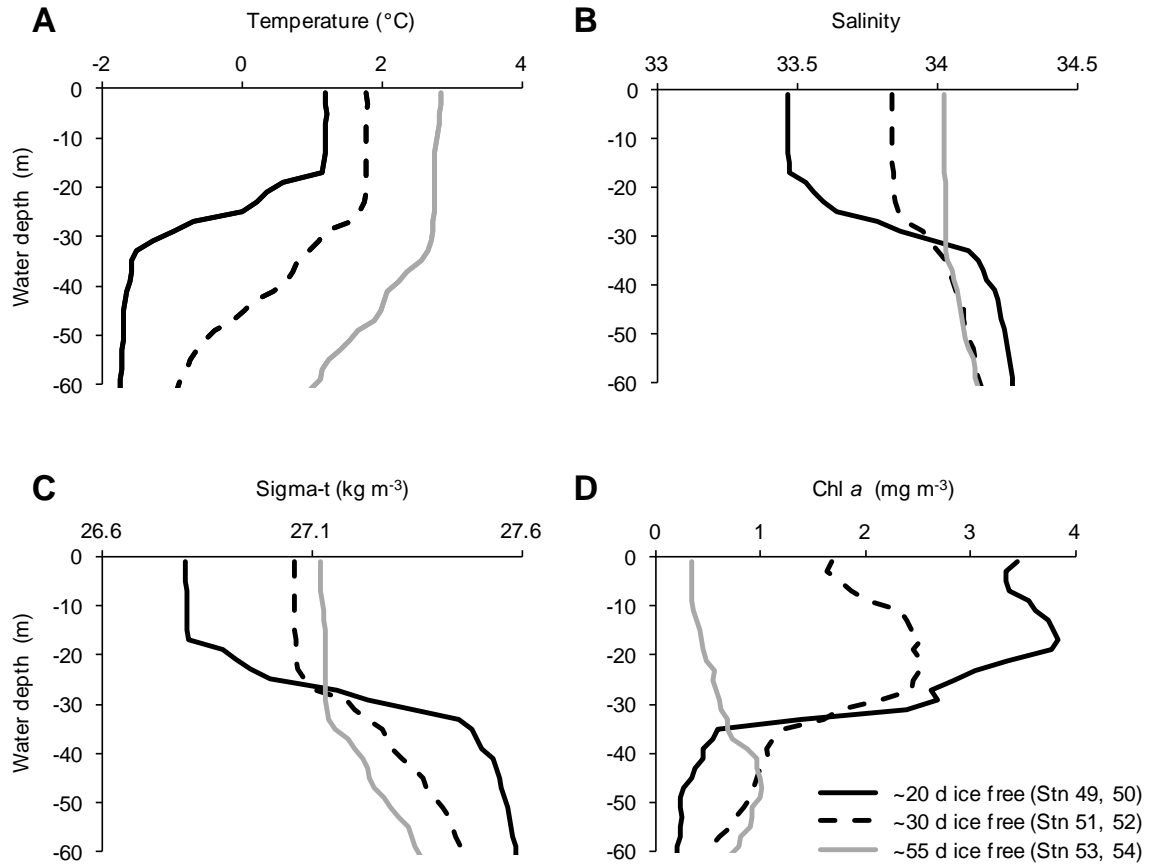 A
Temperature (°C)
-2 0 2 4
0
-10
-20
-30
-40
-50
-60
Water depth (m)
B
Salinity
33 33.5 34 34.5
0
-10
-20
-30
-40
-50
-60
C
Sigma-t (kg m-3)
26.6 27.1 27.6
0
-10
-20
-30
-40
-50
-60
Water depth (m)
D
Chl a (mg m-3)
0 1 2 3 4
0
-10
-20
-30
-40
-50
-60
~20 d ice free (Stn 49, 50)
~30 d ice free (Stn 51, 52)
~55 d ice free (Stn 53, 54)